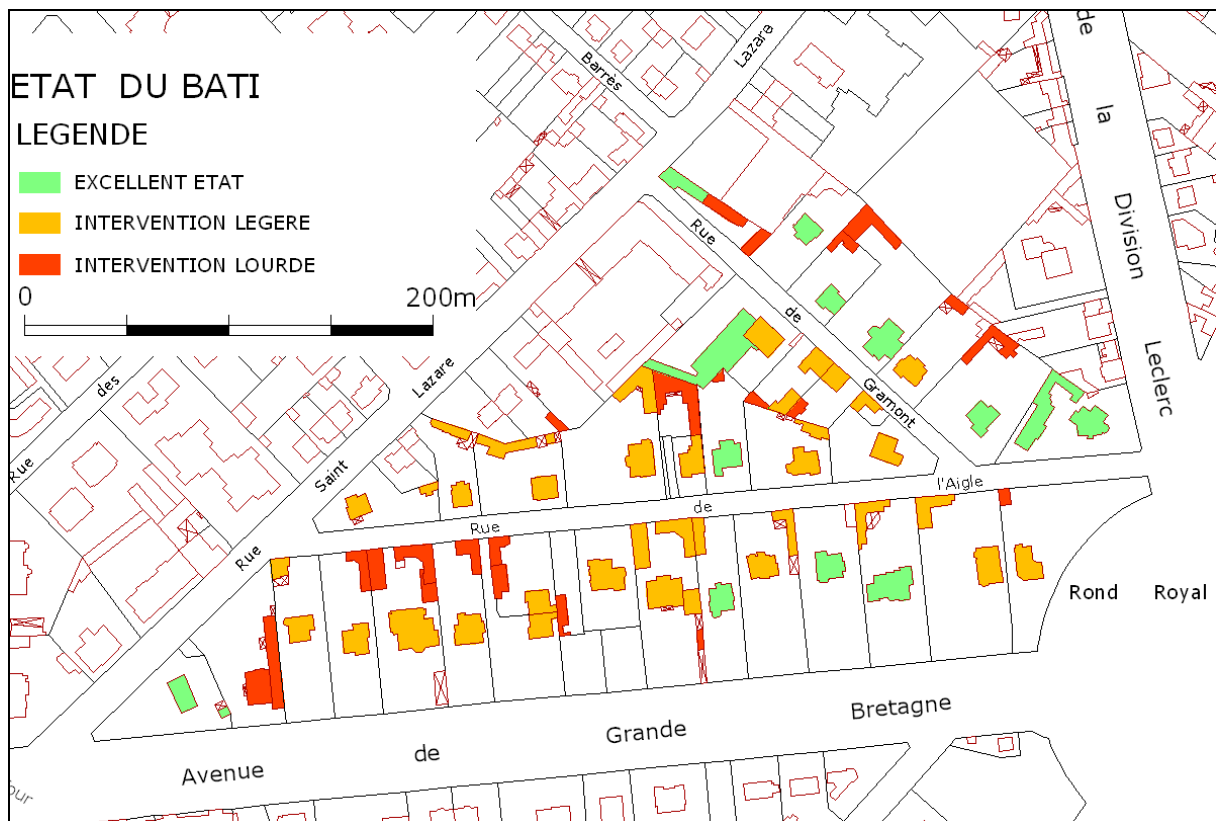 ETAT DU BATI
LEGENDE
EXCELLENT ETAT
INTERVENTION LEGERE
INTERVENTION LOURDE
0 200m
Barrès
Lazare
de la Division Leclerc
Rue de Gramont
Rue des
Rue Saint Lazare
Rue de l'Aigle
Rond Royal
Avenue de Grande Bretagne